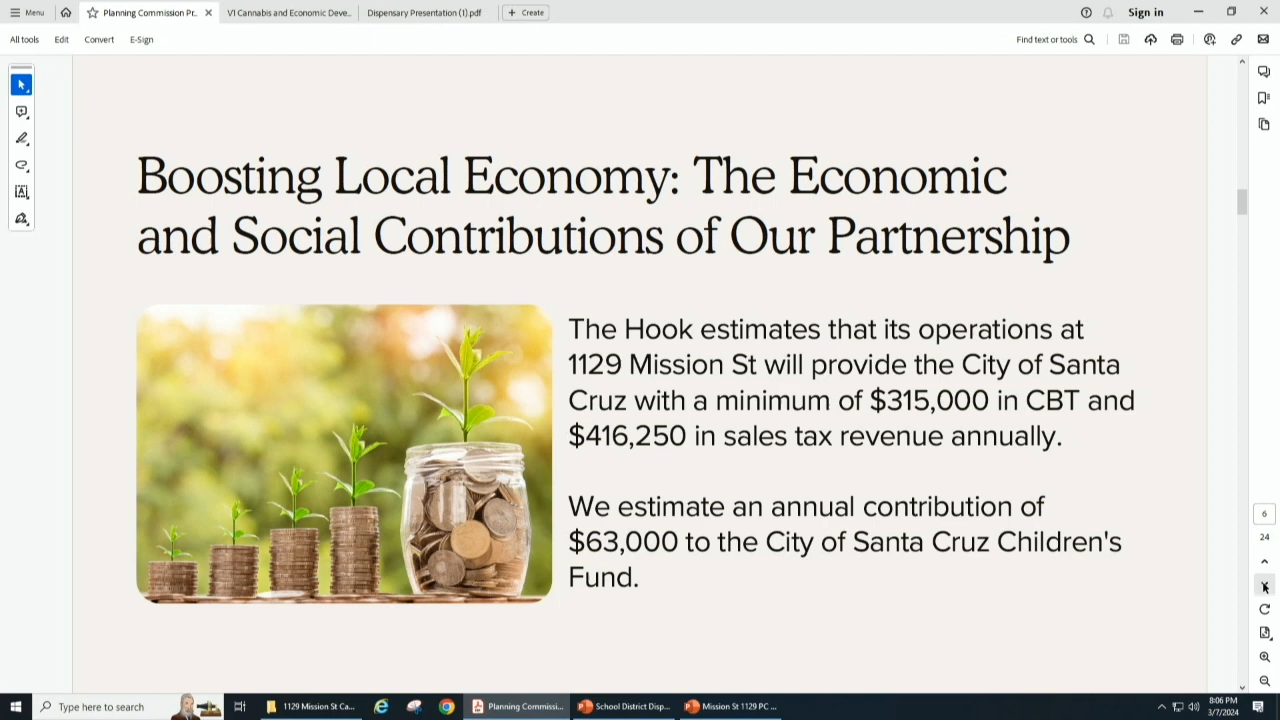 Menu
Planning Commission Pr...
VI Cannabis and Economic Deve...
Dispensary Presentation (1).pdf
+ Create
Sign in
All tools
Edit
Convert
E-Sign
Find text or tools
Boosting Local Economy: The Economic
and Social Contributions of Our Partnership
The Hook estimates that its operations at
1129 Mission St will provide the City of Santa
Cruz with a minimum of $315,000 in CBT and
$416,250 in sales tax revenue annually.
We estimate an annual contribution of
$63,000 to the City of Santa Cruz Children's
Fund.
6
24
Type here to search
1129 Mission St Ca...
Planning Commissi...
School District Disp...
Mission St 1129 PC ...
8:06 PM
3/7/2024